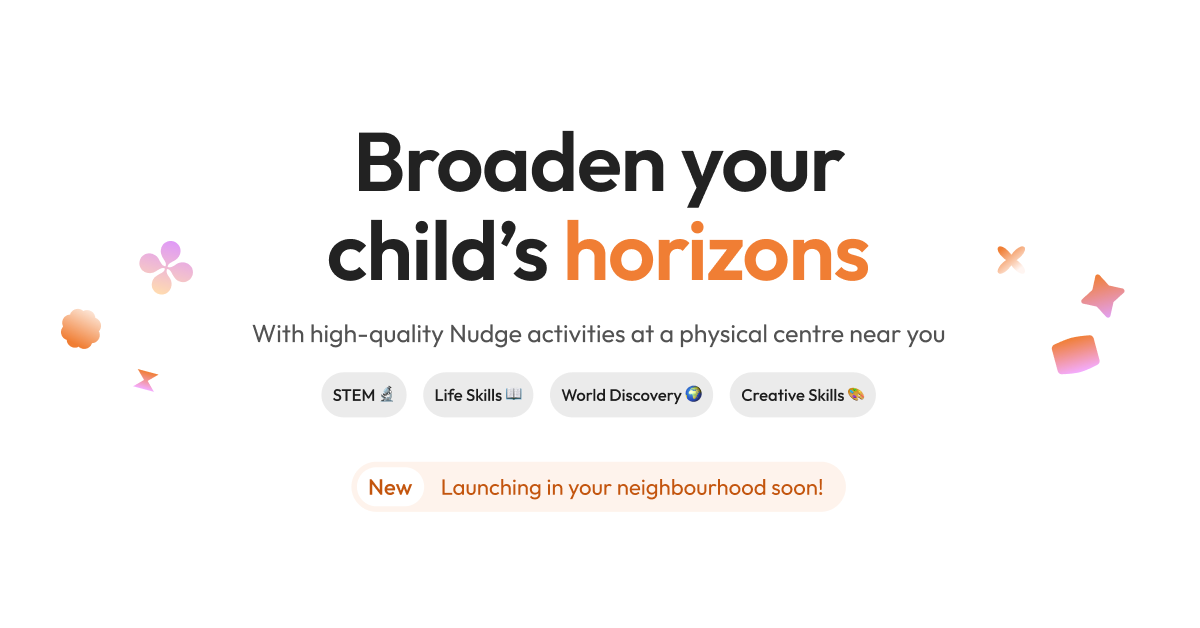 Broaden your
child’s horizons
With high-quality Nudge activities at a physical centre near you
STEM 🔬
Life Skills 📖
World Discovery 🌍
Creative Skills 🎨
New Launching in your neighbourhood soon!